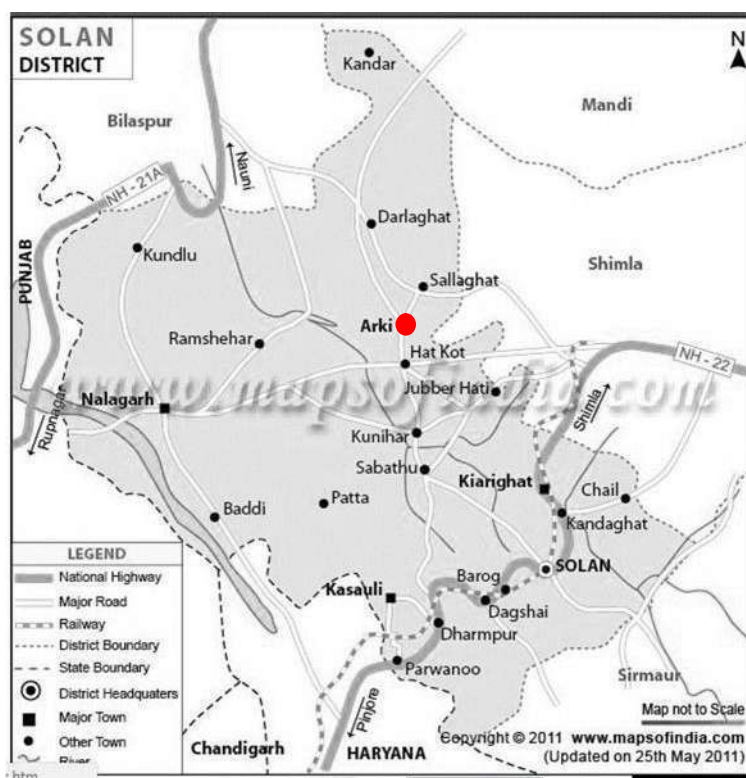 SOLAN
DISTRICT
N
Kandar
Mandi
Bilaspur
Nauni
NH - 21A
Darlaghat
PUNJAB
Kundlu
Shimla
Sallaghat
Arki
Ramshehar
Hat Kot
NH - 22
www.mapsofindia.com
Jubber Hati
Nalagarh
Rupnagar
Shimla
Kunihar
Sabathu
Kiarighat
Chail
Patta
Baddi
Kandaghat
LEGEND
National Highway
Major Road
Railway
District Boundary
State Boundary
District Headquaters
Major Town
Other Town
River
SOLAN
Barog
Kasauli
Dagshai
Dharmpur
Parwanoo
Sirmaur
Pinjore
Map not to Scale
Chandigarh
HARYANA
Copyright © 2011 www.mapsofindia.com
(Updated on 25th May 2011)